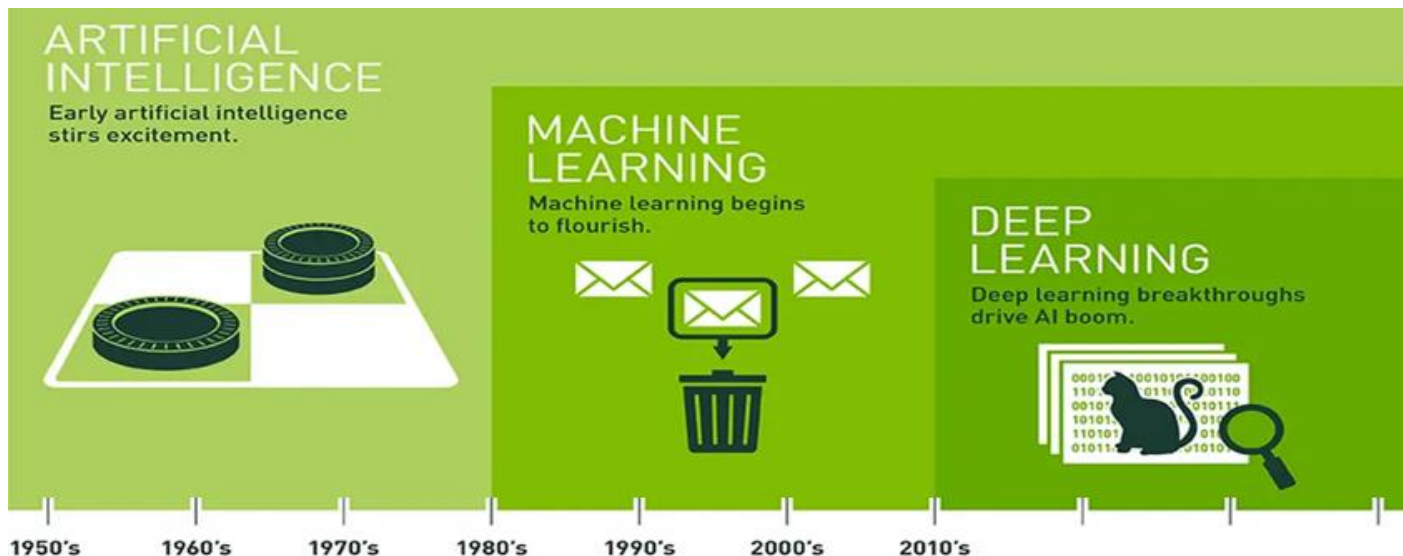 ARTIFICIAL
INTELLIGENCE
Early artificial intelligence
stirs excitement.
MACHINE
LEARNING
Machine learning begins
to flourish.
DEEP
LEARNING
Deep learning breakthroughs
drive AI boom.
1950's 1960's 1970's 1980's 1990's 2000's 2010's